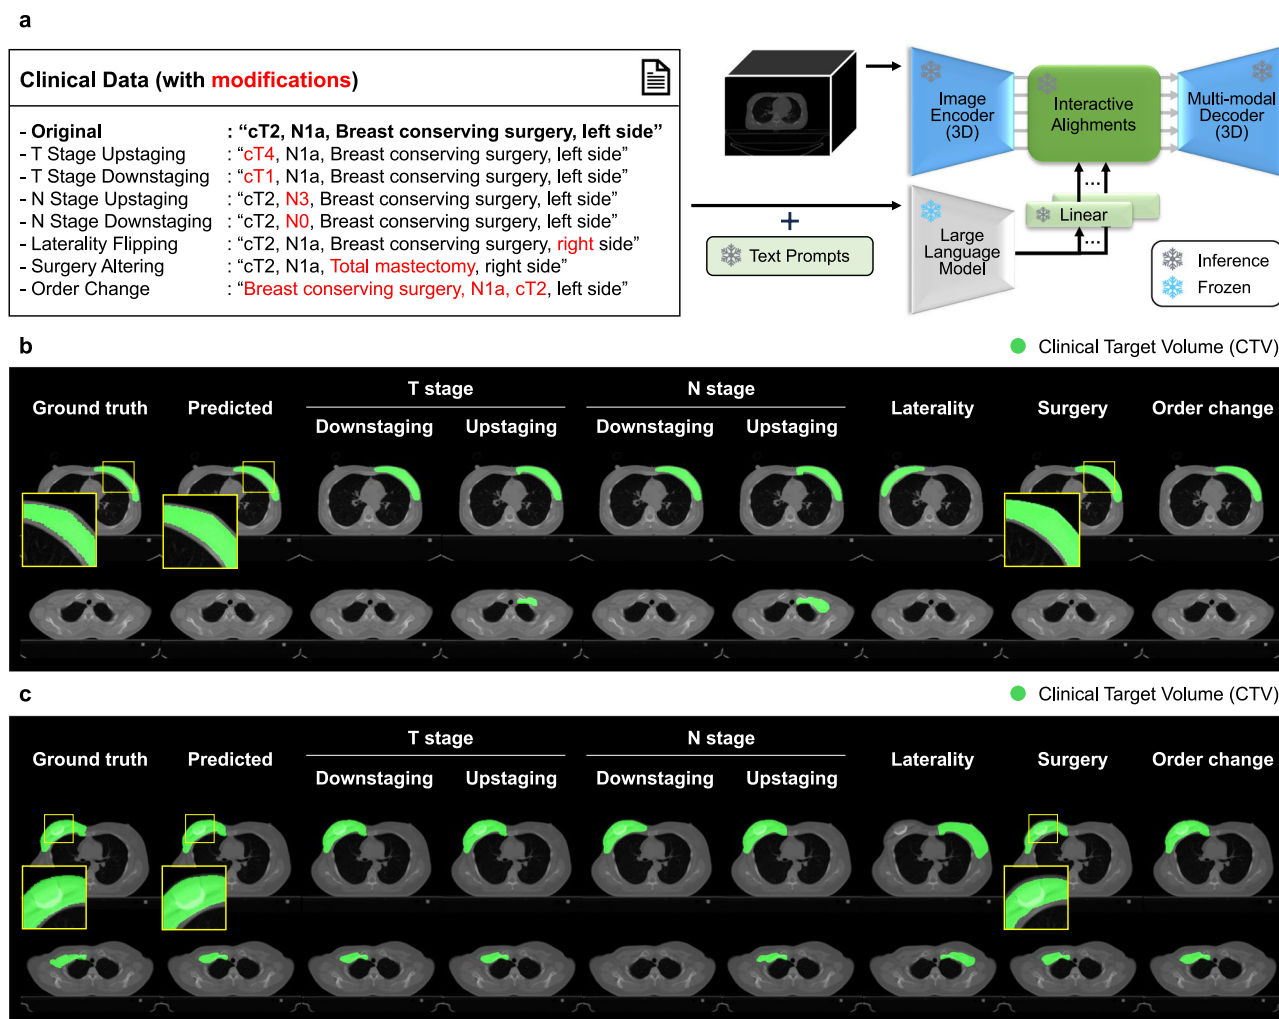 a
Clinical Data (with modifications)
- Original : “cT2, N1a, Breast conserving surgery, left side”
- T Stage Upstaging : “cT4, N1a, Breast conserving surgery, left side”
- T Stage Downstaging : “cT1, N1a, Breast conserving surgery, left side”
- N Stage Upstaging : “cT2, N3, Breast conserving surgery, left side”
- N Stage Downstaging : “cT2, N0, Breast conserving surgery, left side”
- Laterality Flipping : “cT2, N1a, Breast conserving surgery, right side”
- Surgery Altering : “cT2, N1a, Total mastectomy, right side”
- Order Change : “Breast conserving surgery, N1a, cT2, left side”
+
Text Prompts
Image
Encoder
(3D)
Interactive
Alighments
Multi-modal
Decoder
(3D)
...
Linear
...
Large
Language
Model
Inference
Frozen
b
Clinical Target Volume (CTV)
Ground truth Predicted T stage N stage Laterality Surgery Order change
Downstaging Upstaging Downstaging Upstaging
c
Clinical Target Volume (CTV)
Ground truth Predicted T stage N stage Laterality Surgery Order change
Downstaging Upstaging Downstaging Upstaging